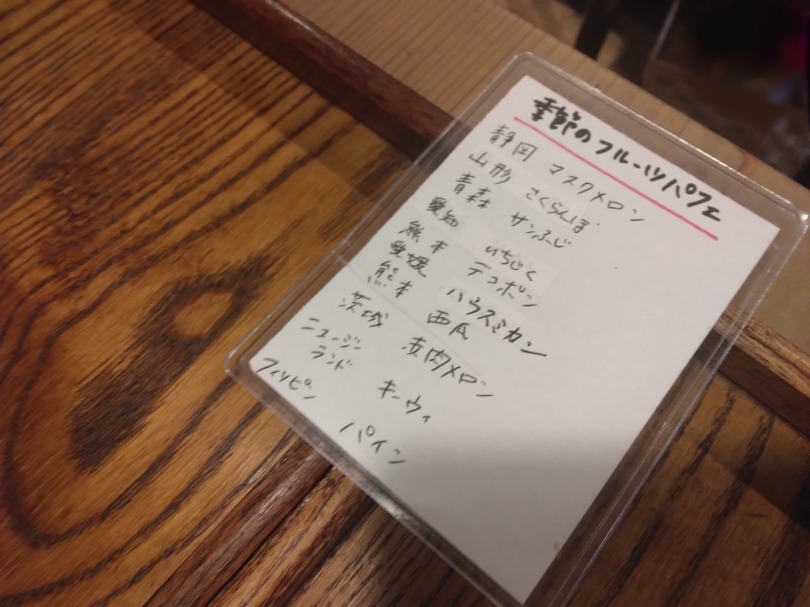 季節のフルーツパフェ
静岡 マスクメロン
山形 さくらんぼ
青森 サンふじ
愛知 いちじく
熊本 デコポン
愛媛 ハウスミカン
熊本 西瓜
茨城 赤肉メロン
ニュージーランド キーウィ
フィリピン パイン